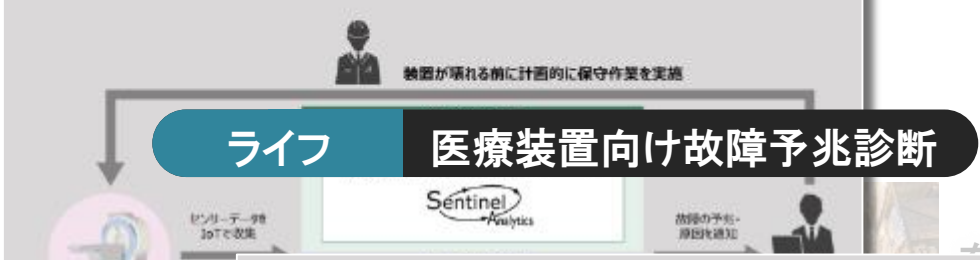 装置が壊れる前に計画的に保守作業を実施
ライフ 医療装置向け故障予兆診断
Sentinel
Analytics
センサーデータを
IoTで収集
故障の予兆・
原因を通知